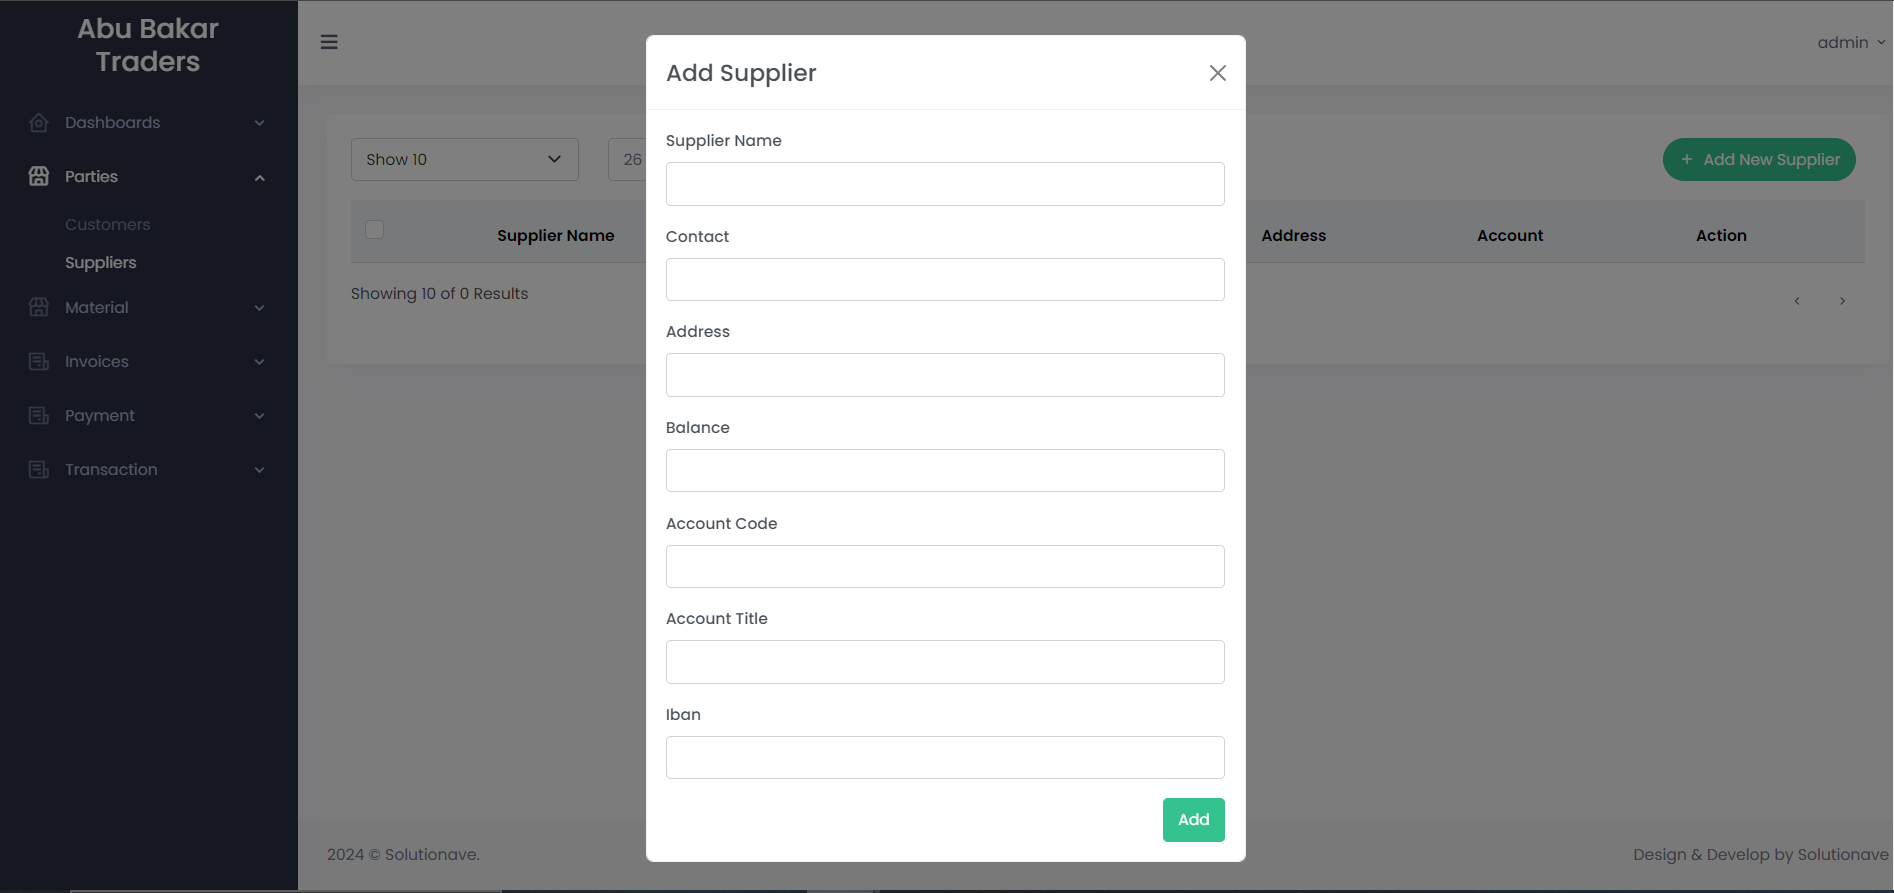 Abu Bakar
Traders
Dashboards
Parties
Customers
Suppliers
Material
Invoices
Payment
Transaction
admin
Show 10
26
+ Add New Supplier
Supplier Name
Address
Account
Action
Showing 10 of 0 Results
Add Supplier
Supplier Name
Contact
Address
Balance
Account Code
Account Title
Iban
Add
2024 © Solutionave.
Design & Develop by Solutionave